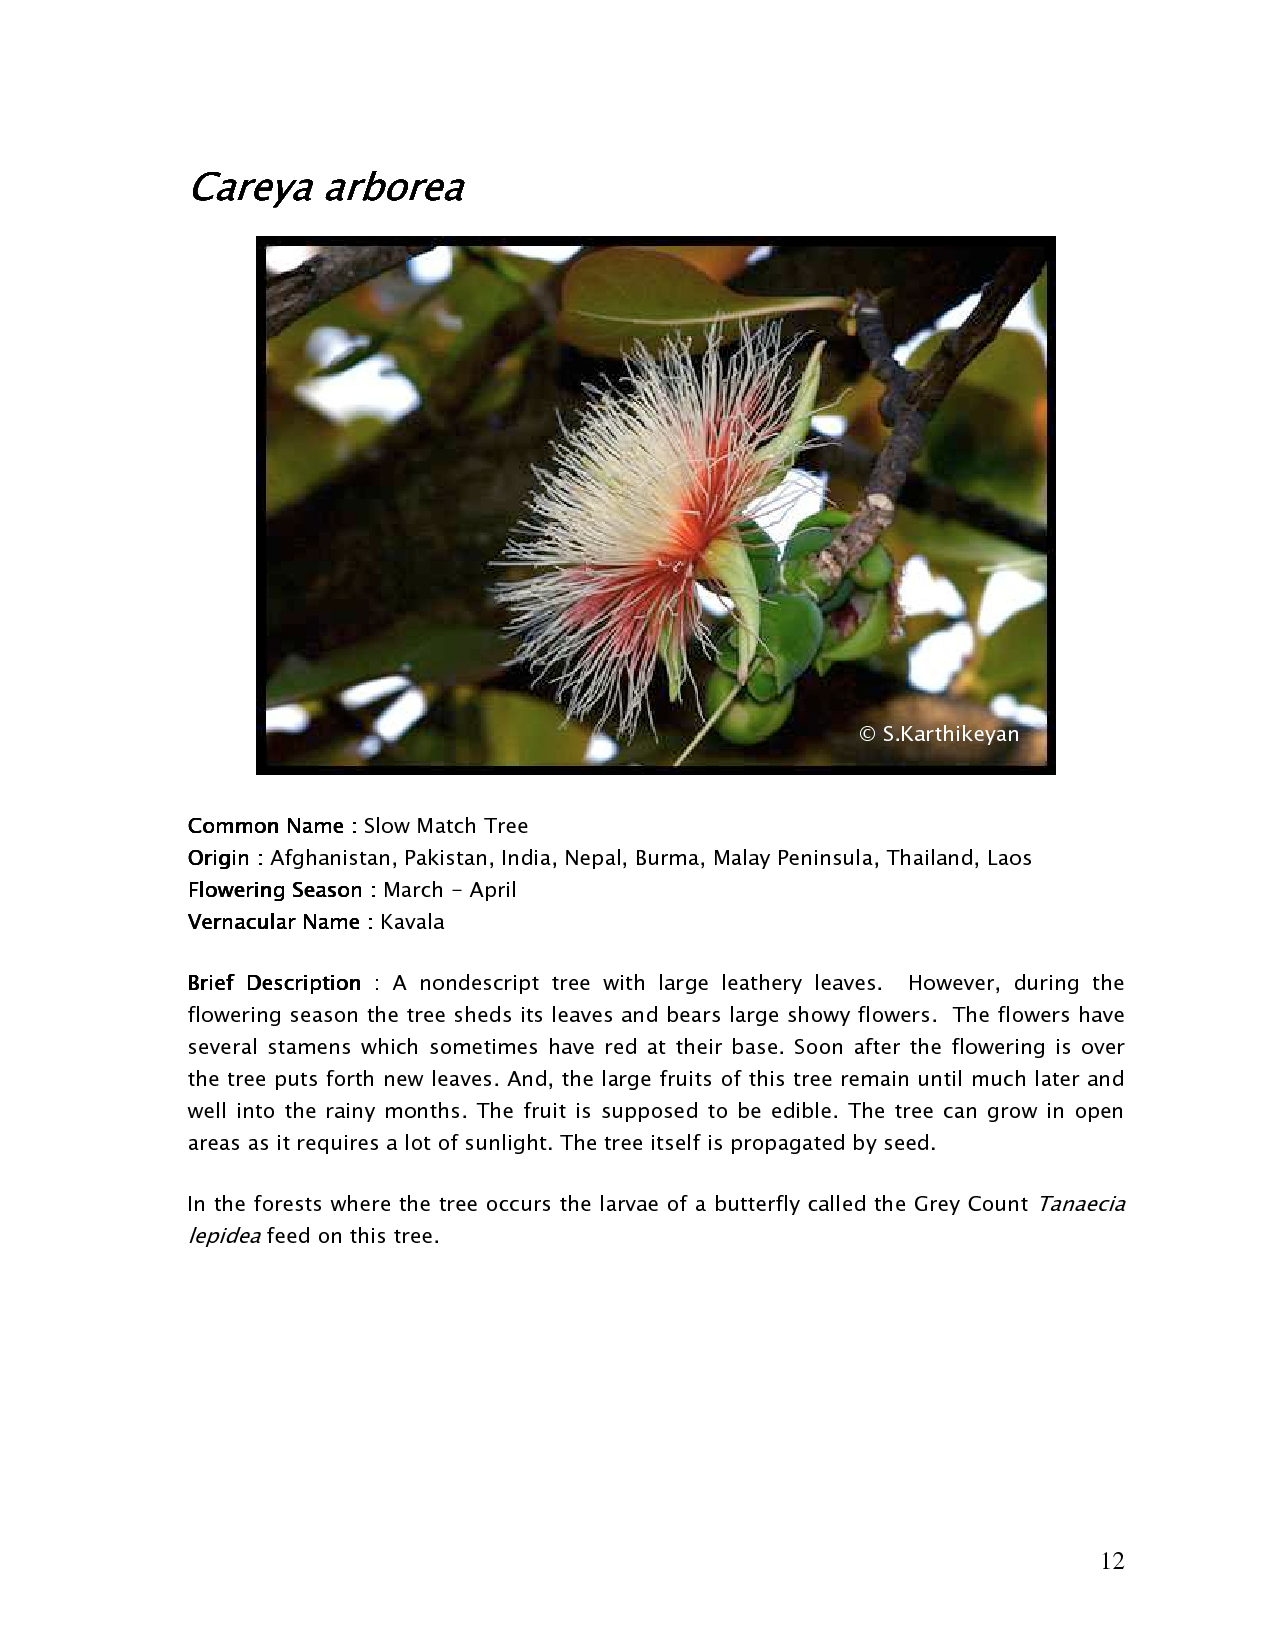 Careya arborea
© S.Karthikeyan
Common Name : Slow Match Tree
Origin : Afghanistan, Pakistan, India, Nepal, Burma, Malay Peninsula, Thailand, Laos
Flowering Season : March - April
Vernacular Name : Kavala
Brief Description : A nondescript tree with large leathery leaves. However, during the
flowering season the tree sheds its leaves and bears large showy flowers. The flowers have
several stamens which sometimes have red at their base. Soon after the flowering is over
the tree puts forth new leaves. And, the large fruits of this tree remain until much later and
well into the rainy months. The fruit is supposed to be edible. The tree can grow in open
areas as it requires a lot of sunlight. The tree itself is propagated by seed.
In the forests where the tree occurs the larvae of a butterfly called the Grey Count Tanaecia
lepidea feed on this tree.
12